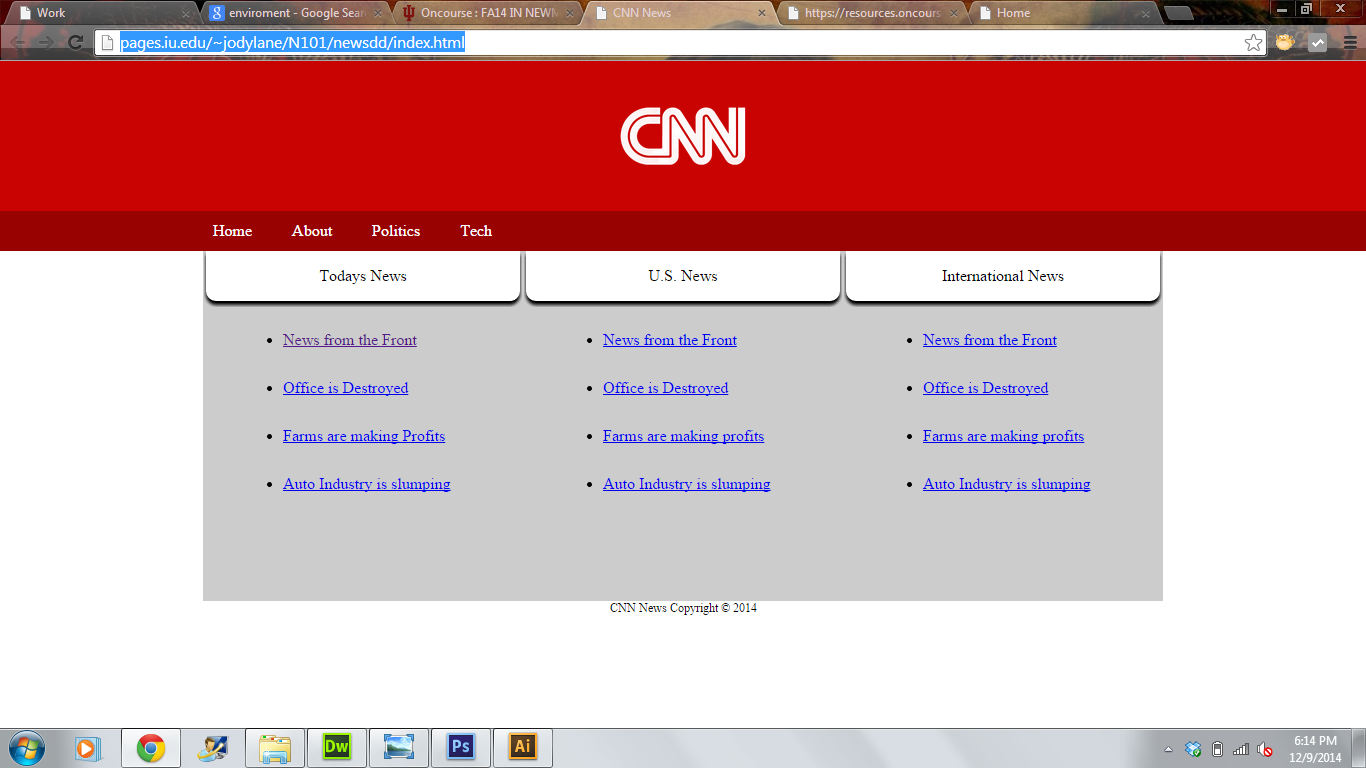 Work
enviroment - Google Sear
Oncourse : FA14 IN NEWM
CNN News
https://resources.oncours
Home
pages.iu.edu/~jodylane/N101/newsdd/index.html
CNN
Home About Politics Tech
Todays News U.S. News International News
News from the Front News from the Front News from the Front
Office is Destroyed Office is Destroyed Office is Destroyed
Farms are making Profits Farms are making profits Farms are making profits
Auto Industry is slumping Auto Industry is slumping Auto Industry is slumping
CNN News Copyright © 2014
Dw Ps Ai
6:14 PM
12/9/2014